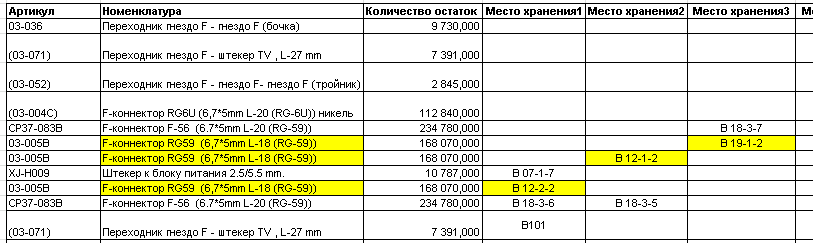 Артикул Номенклатура Количество остаток Место хранения1 Место хранения2 Место хранения3
03-036 Переходник гнездо F - гнездо F (бочка) 9 730,000
(03-071) Переходник гнездо F - штекер TV , L-27 mm 7 391,000
(03-052) Переходник гнездо F - гнездо F- гнездо F (тройник) 2 845,000
(03-004C) F-коннектор RG6U (6,7*5mm L-20 (RG-6U)) никель 112 840,000
CP37-083B F-коннектор F-56 (6.7*5mm L-20 (RG-59)) 234 780,000 В 18-3-7
03-005B F-коннектор RG59 (6,7*5mm L-18 (RG-59)) 168 070,000 В 19-1-2
03-005B F-коннектор RG59 (6,7*5mm L-18 (RG-59)) 168 070,000 В 12-1-2
XJ-H009 Штекер к блоку питания 2.5/5.5 mm. 10 787,000 В 07-1-7
03-005B F-коннектор RG59 (6,7*5mm L-18 (RG-59)) 168 070,000 В 12-2-2
CP37-083B F-коннектор F-56 (6.7*5mm L-20 (RG-59)) 234 780,000 В 18-3-6 В 18-3-5
(03-071) Переходник гнездо F - штекер TV , L-27 mm 7 391,000 В101